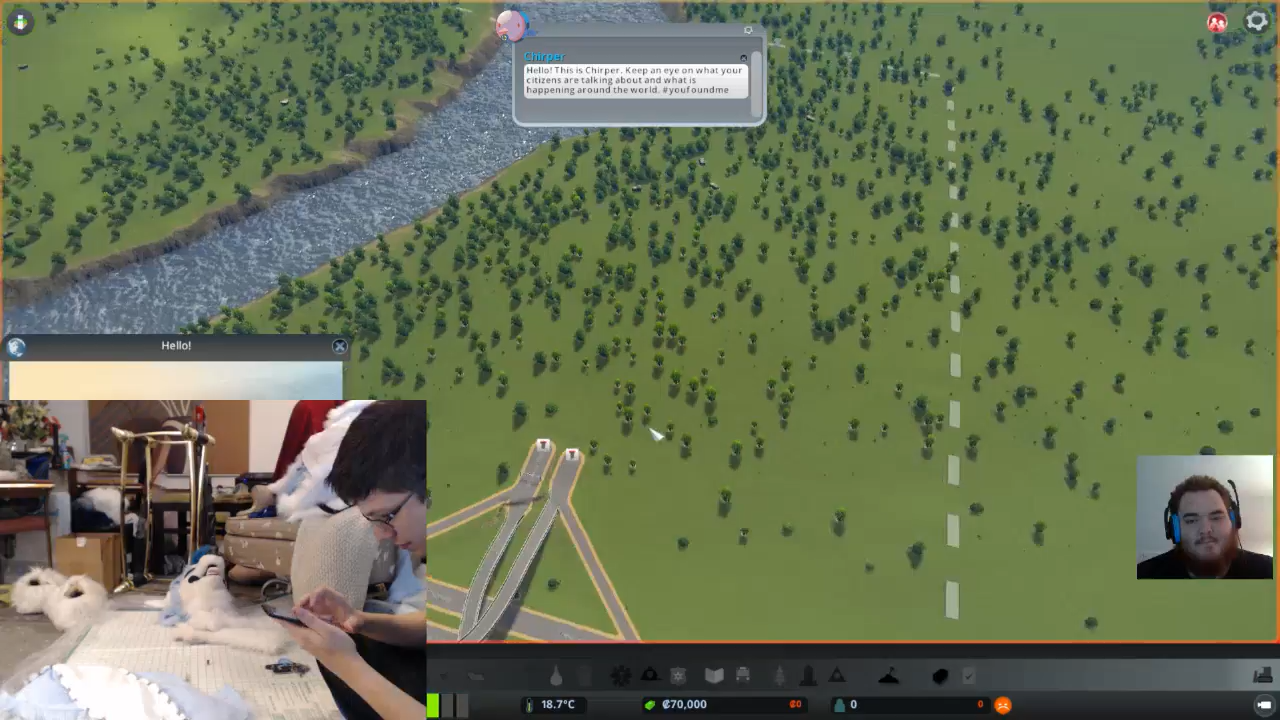 Chirper
Hello! This is Chirper. Keep an eye on what your
citizens are talking about and what is
happening around the world. #youfoundme
Hello!
18.7°C
₡70,000
₡0
0
0